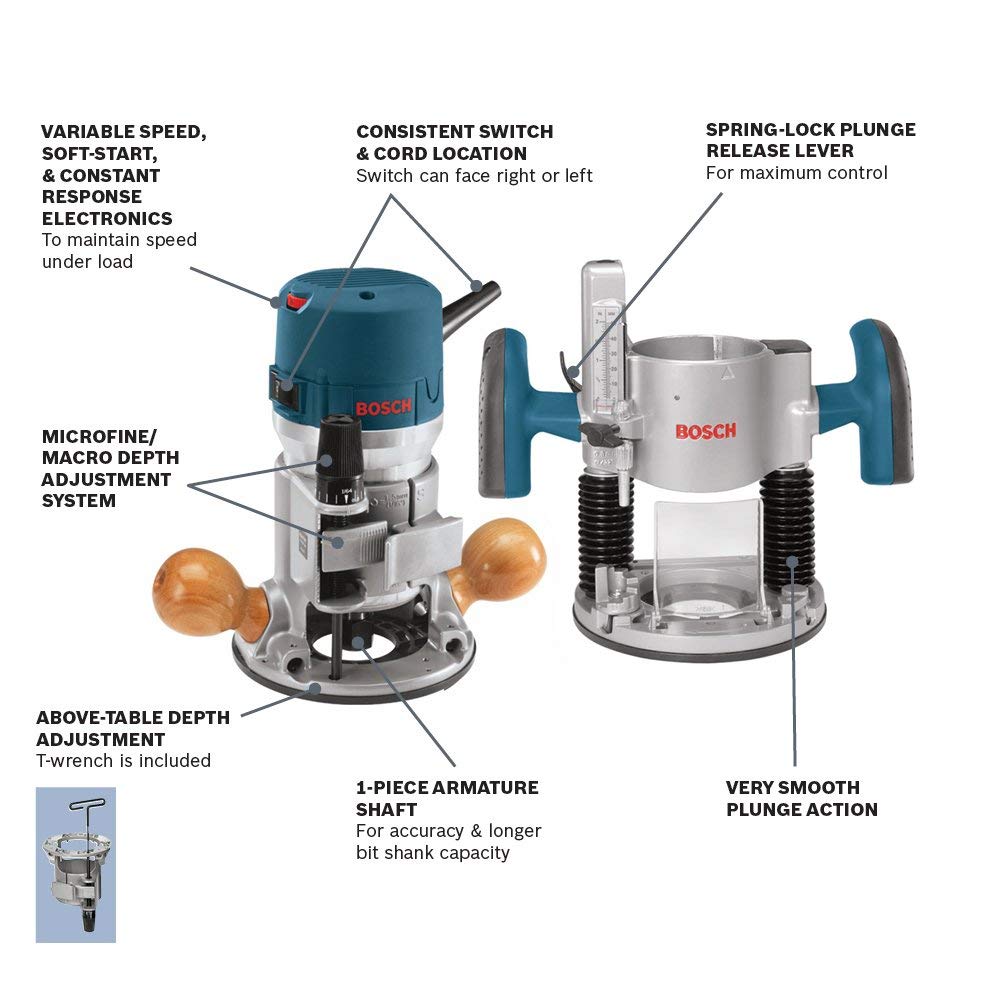 VARIABLE SPEED,
SOFT-START,
& CONSTANT
RESPONSE
ELECTRONICS
To maintain speed
under load
CONSISTENT SWITCH
& CORD LOCATION
Switch can face right or left
SPRING-LOCK PLUNGE
RELEASE LEVER
For maximum control
BOSCH
BOSCH
MICROFINE/
MACRO DEPTH
ADJUSTMENT
SYSTEM
1/64
ABOVE-TABLE DEPTH
ADJUSTMENT
T-wrench is included
1-PIECE ARMATURE
SHAFT
For accuracy & longer
bit shank capacity
VERY SMOOTH
PLUNGE ACTION